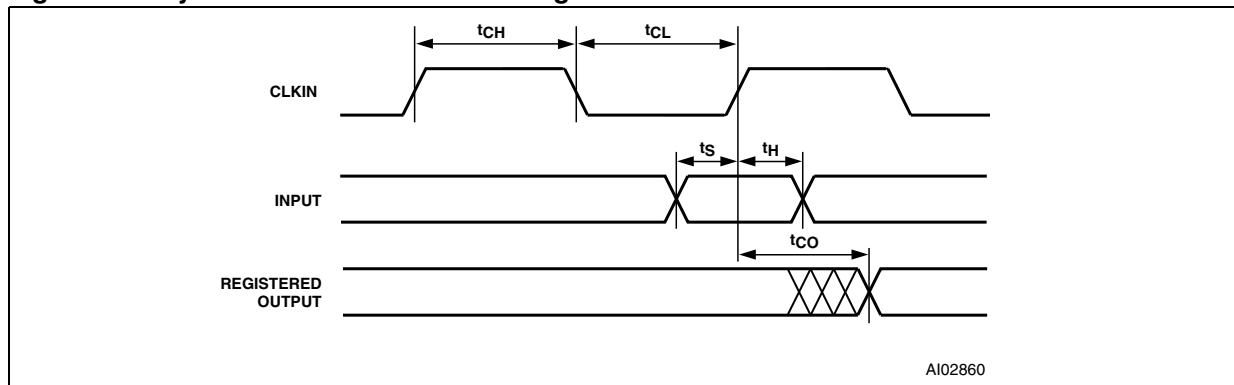 tCH
tCL
CLKIN
tS
tH
INPUT
tCO
REGISTERED
OUTPUT
AI02860